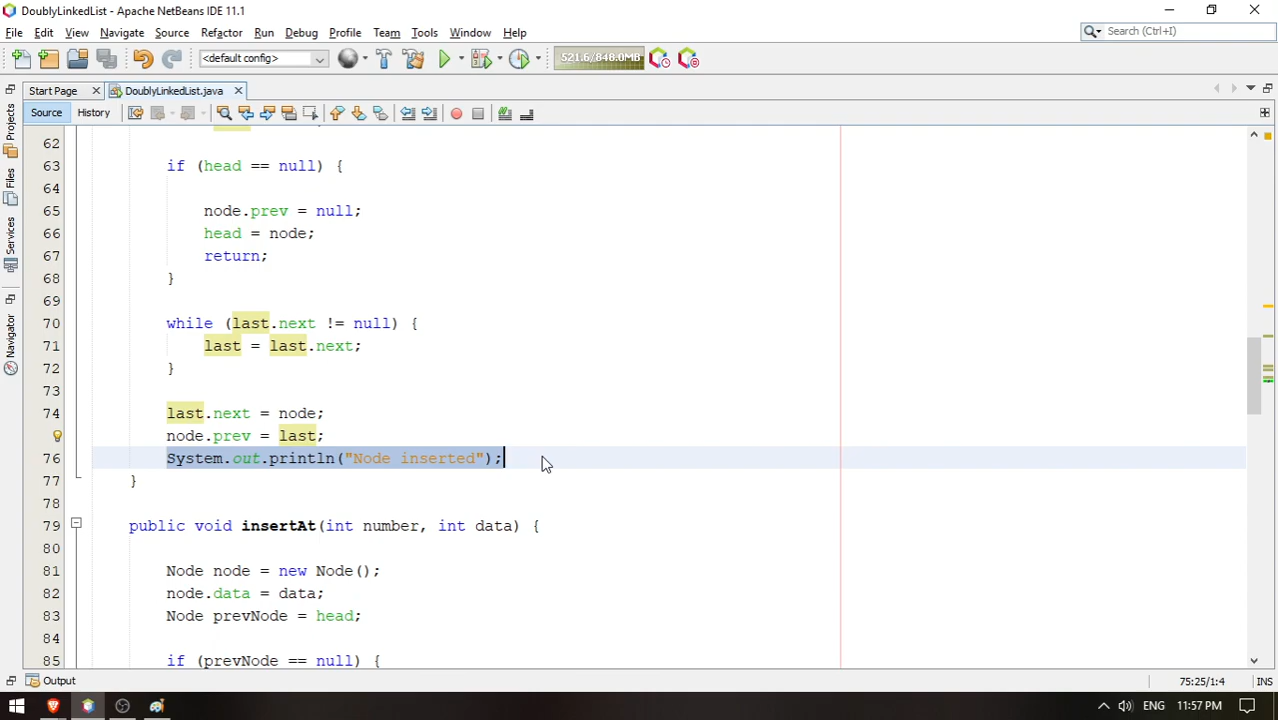 DoublyLinkedList - Apache NetBeans IDE 11.1
File Edit View Navigate Source Refactor Run Debug Profile Team Tools Window Help
Search (Ctrl+I)
<default config>
521.6/848.0MB
Start Page
DoublyLinkedList.java
Source History
Projects
Files
Services
Navigator
62
63 if (head == null) {
64
65 node.prev = null;
66 head = node;
67 return;
68 }
69
70 while (last.next != null) {
71 last = last.next;
72 }
73
74 last.next = node;
node.prev = last;
76 System.out.println("Node inserted");
77 }
78
79 public void insertAt(int number, int data) {
80
81 Node node = new Node();
82 node.data = data;
83 Node prevNode = head;
84
85 if (prevNode == null) {
Output
75:25/1:4 INS
ENG 11:57 PM